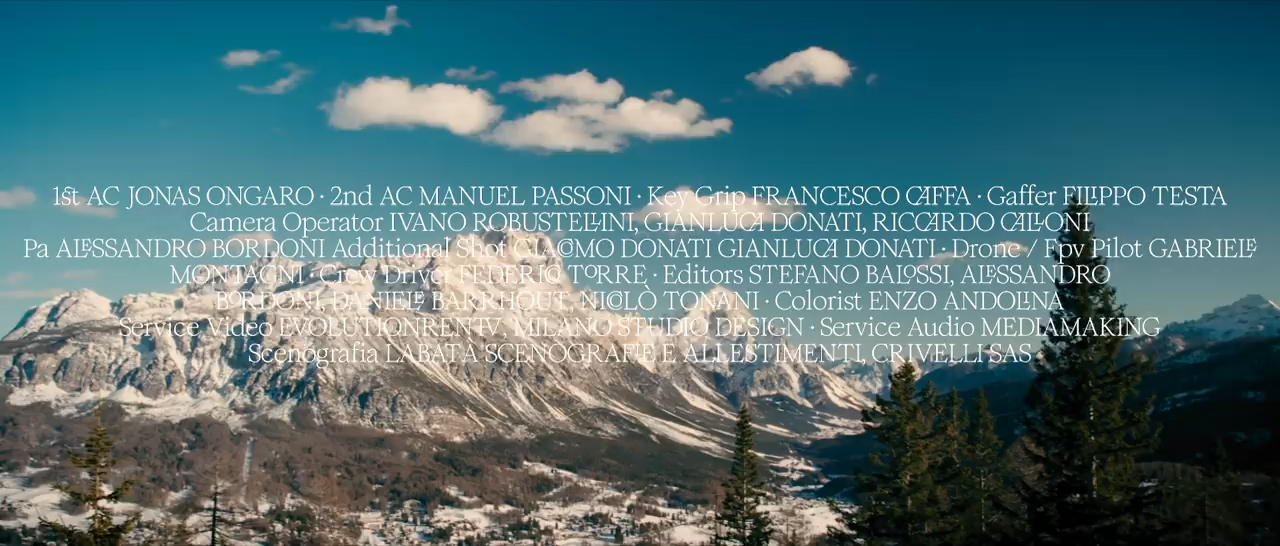 1st AC JONAS ONGARO · 2nd AC MANUEL PASSONI · Key Grip FRANCESCO CAFFA · Gaffer FILIPPO TESTA
Camera Operator IVANO ROBUSTELLINI, GIANLUCA DONATI, RICCARDO CALLONI
Pa ALESSANDRO BORDONI Additional Shot GIACOMO DONATI GIANLUCA DONATI · Drone / Fpv Pilot GABRIELE
MONTAGNI · Crew Driver FEDERICO TORRE · Editors STEFANO BALOSSI, ALESSANDRO
BORDONI, DANIELE BARRHOUT, NICOLÒ TONANI · Colorist ENZO ANDOLINA
Service Video EVOLUTIONRENTV, MILANO STUDIO DESIGN · Service Audio MEDIAMAKING
Scenografia LABATÀ SCENOGRAFIE E ALLESTIMENTI, CRIVELLI SAS ·